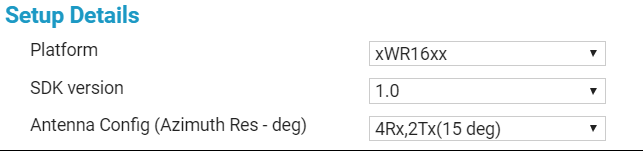 Setup Details
Platform xWR16xx
SDK version 1.0
Antenna Config (Azimuth Res - deg) 4Rx,2Tx(15 deg)